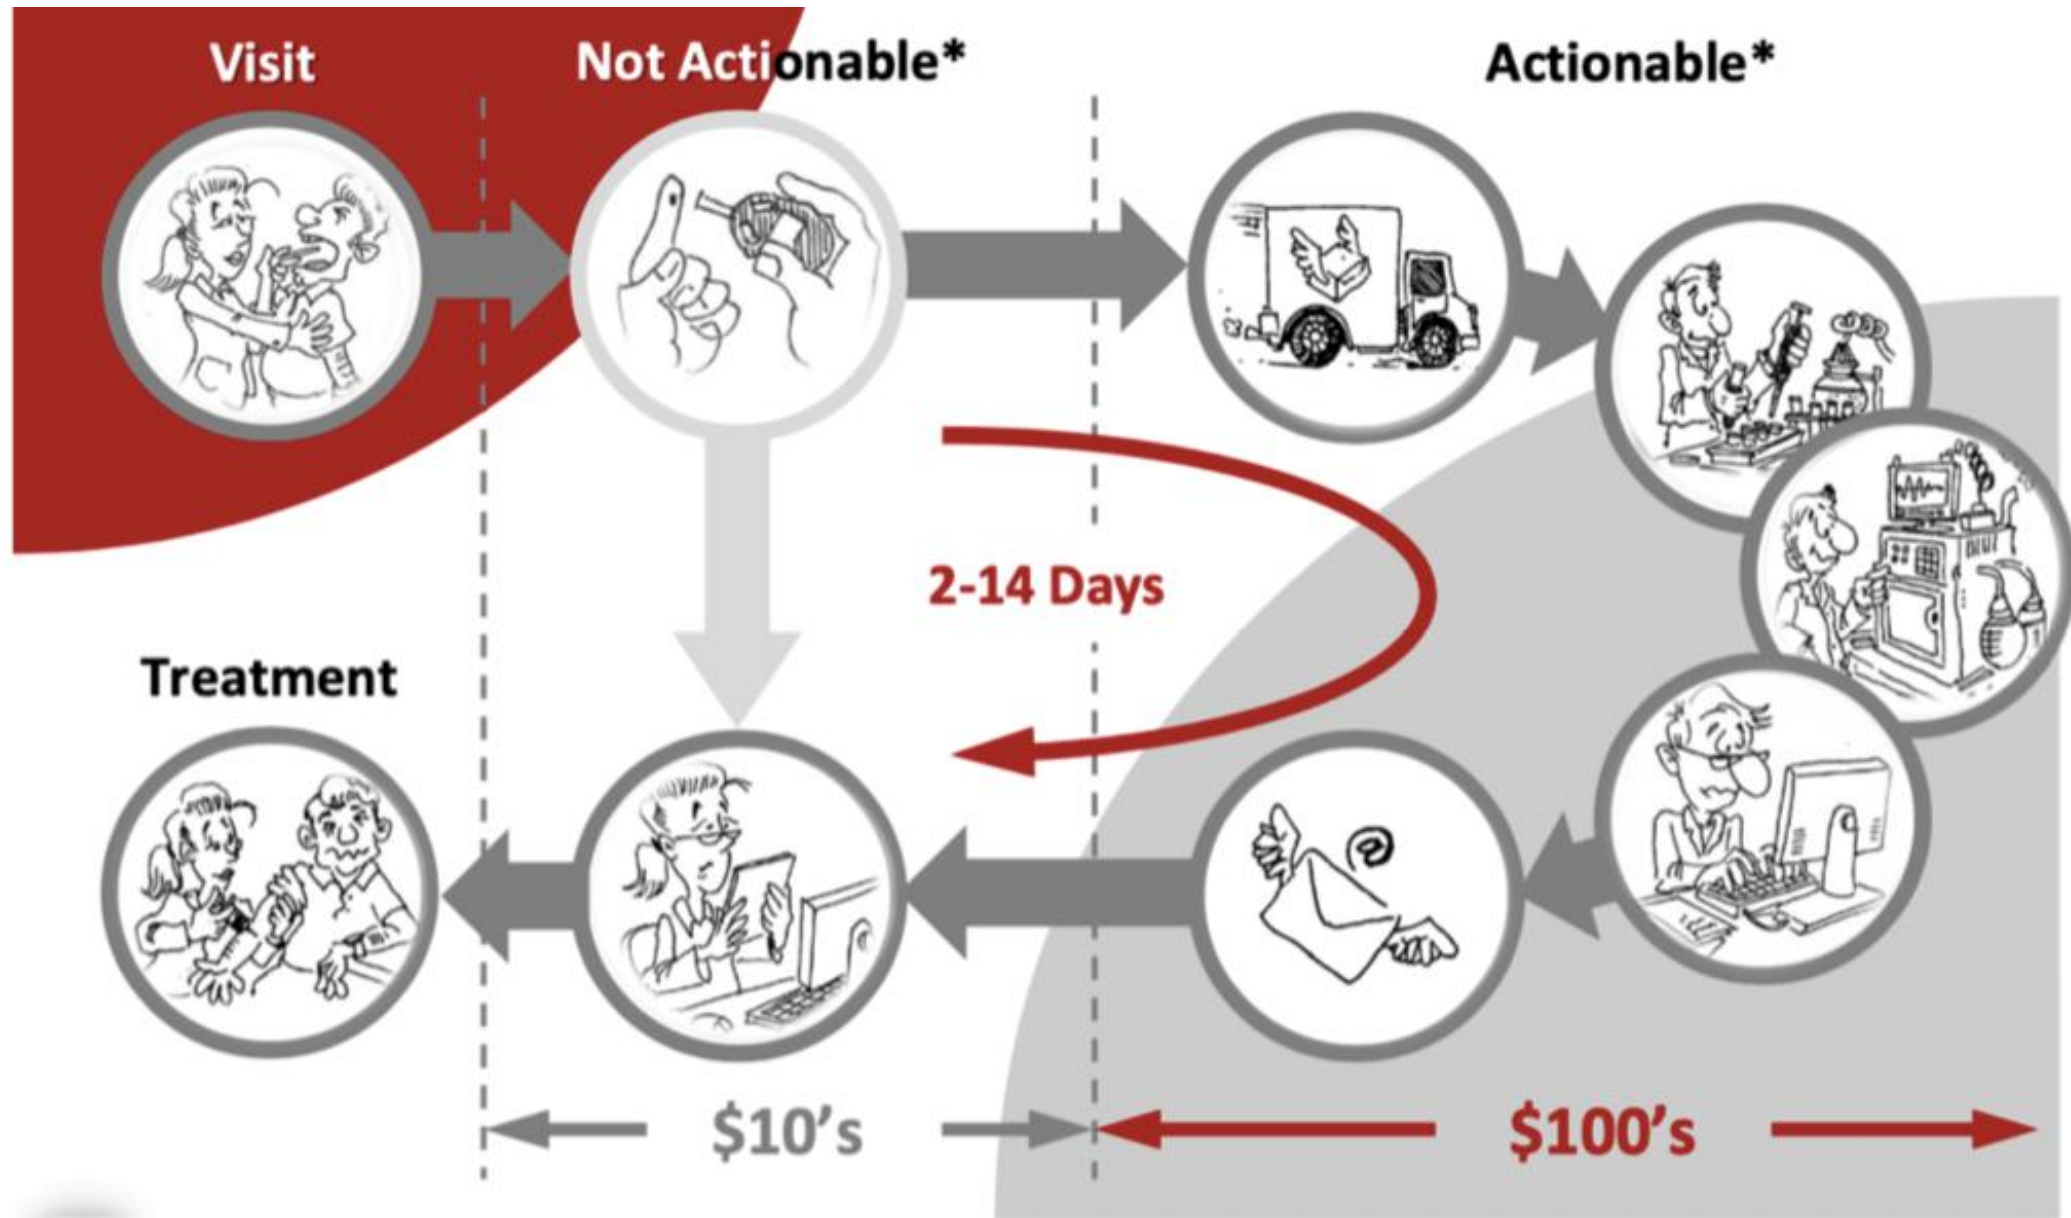 Visit
Not Actionable*
Actionable*
2-14 Days
Treatment
@
$10’s
$100’s